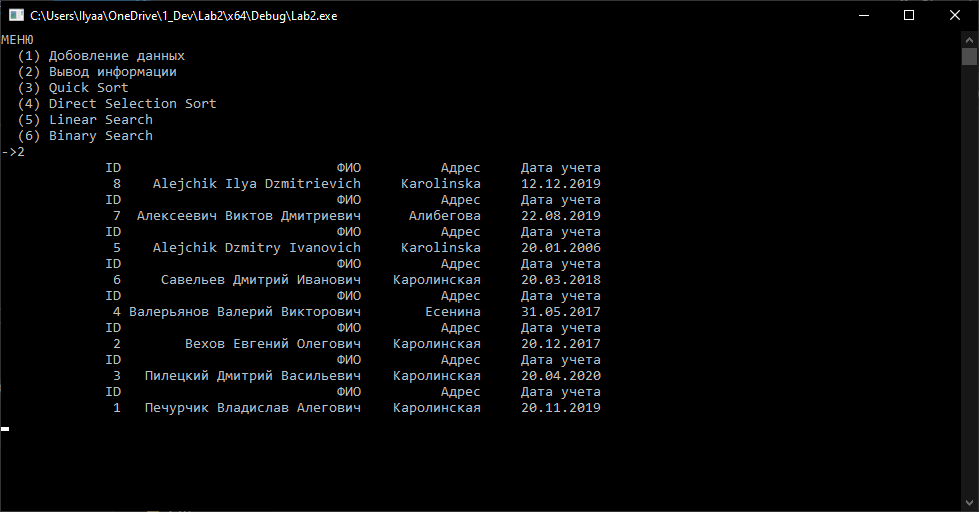 C:\Users\Ilyaa\OneDrive\1_Dev\Lab2\x64\Debug\Lab2.exe
МЕНЮ
(1) Добовление данных
(2) Вывод информации
(3) Quick Sort
(4) Direct Selection Sort
(5) Linear Search
(6) Binary Search
->2
ID ФИО Адрес Дата учета
8 Alejchik Ilya Dzmitrievich Karolinska 12.12.2019
ID ФИО Адрес Дата учета
7 Алексеевич Виктов Дмитриевич Алибегова 22.08.2019
ID ФИО Адрес Дата учета
5 Alejchik Dzmitry Ivanovich Karolinska 20.01.2006
ID ФИО Адрес Дата учета
6 Савельев Дмитрий Иванович Каролинская 20.03.2018
ID ФИО Адрес Дата учета
4 Валерьянов Валерий Викторович Есенина 31.05.2017
ID ФИО Адрес Дата учета
2 Вехов Евгений Олегович Каролинская 20.12.2017
ID ФИО Адрес Дата учета
3 Пилецкий Дмитрий Васильевич Каролинская 20.04.2020
ID ФИО Адрес Дата учета
1 Печурчик Владислав Алегович Каролинская 20.11.2019